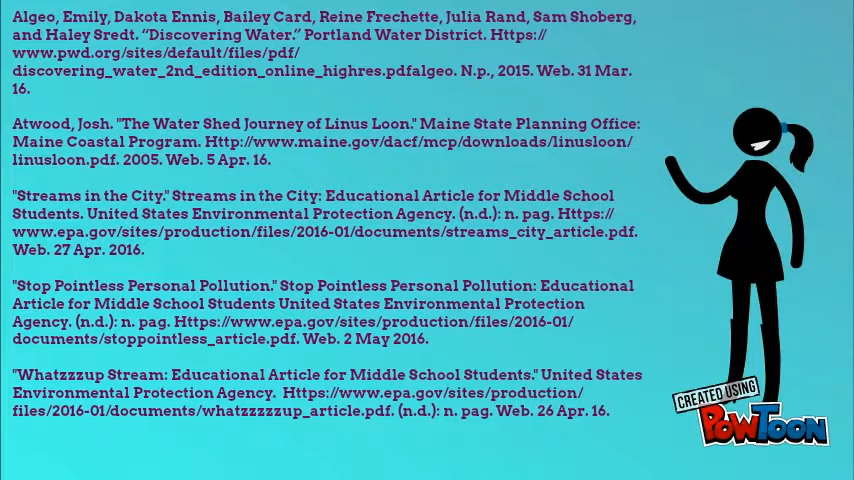 Algeo, Emily, Dakota Ennis, Bailey Card, Reine Frechette, Julia Rand, Sam Shoberg,
and Haley Sredt. “Discovering Water.” Portland Water District. Https://
www.pwd.org/sites/default/files/pdf/
discovering_water_2nd_edition_online_highres.pdfalgeo. N.p., 2015. Web. 31 Mar.
16.
Atwood, Josh. "The Water Shed Journey of Linus Loon." Maine State Planning Office:
Maine Coastal Program. Http://www.maine.gov/dacf/mcp/downloads/linusloon/
linusloon.pdf. 2005. Web. 5 Apr. 16.
"Streams in the City." Streams in the City: Educational Article for Middle School
Students. United States Environmental Protection Agency. (n.d.): n. pag. Https://
www.epa.gov/sites/production/files/2016-01/documents/streams_city_article.pdf.
Web. 27 Apr. 2016.
"Stop Pointless Personal Pollution." Stop Pointless Personal Pollution: Educational
Article for Middle School Students United States Environmental Protection
Agency. (n.d.): n. pag. Https://www.epa.gov/sites/production/files/2016-01/
documents/stoppointless_article.pdf. Web. 2 May 2016.
"Whatzzzup Stream: Educational Article for Middle School Students." United States
Environmental Protection Agency.  Https://www.epa.gov/sites/production/
files/2016-01/documents/whatzzzzzup_article.pdf. (n.d.): n. pag. Web. 26 Apr. 16.
CREATED USING
PowToon